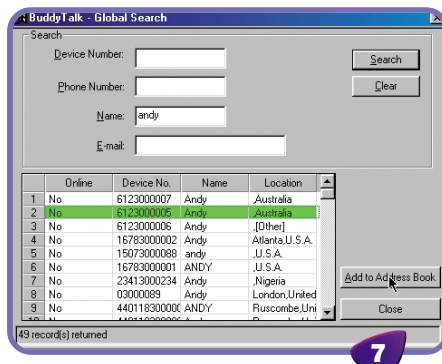 BuddyTalk - Global Search
Search
Device Number:
Search
Phone Number:
Clear
Name: andy
E-mail:
Online Device No. Name Location
1 No 6123000007 Andy ,Australia
2 No 6123000005 Andy ,Australia
3 No 6123000006 Andy ,[Other]
4 No 16783000002 Andy Atlanta,U.S.A.
5 No 15073000088 andy ,U.S.A.
6 No 16783000001 ANDY ,U.S.A.
7 No 23413000234 Andy ,Nigeria
8 No 03000089 Andy London,United
9 No 44011830000 ANDY Ruscombe,Uni
Add to Address Book
Close
49 record(s) returned
7